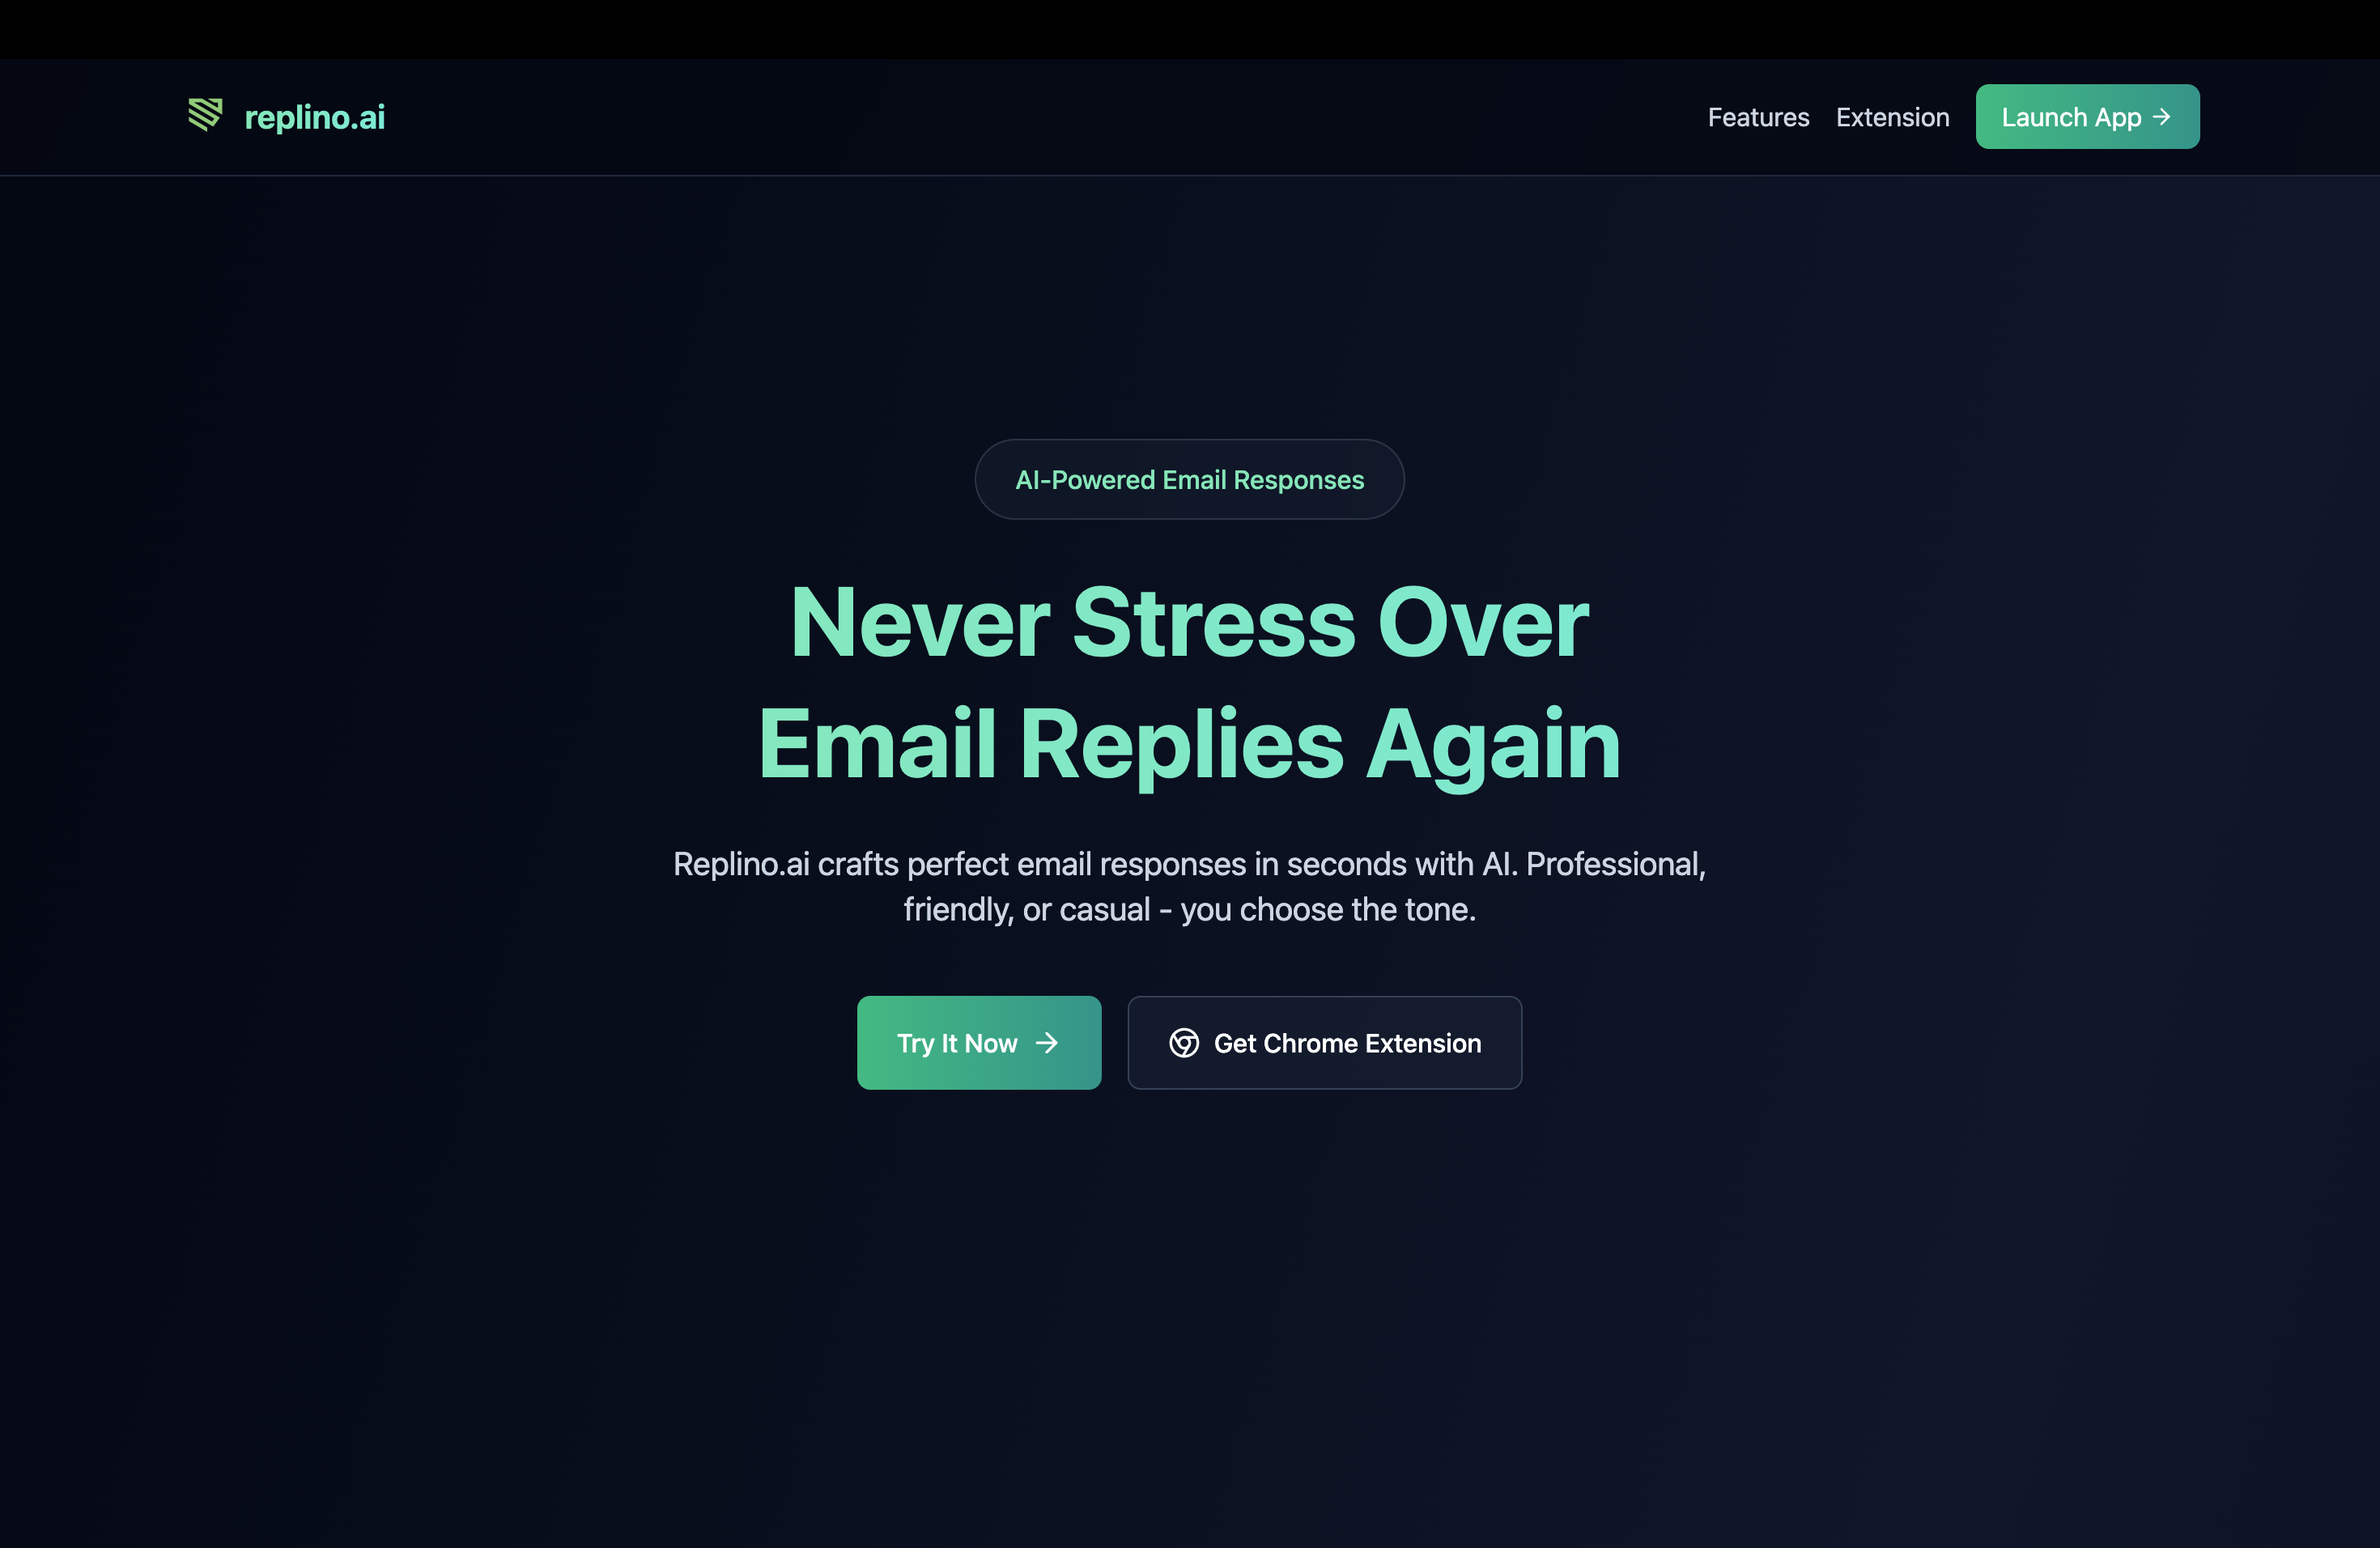 replino.ai
Features
Extension
Launch App
AI-Powered Email Responses
Never Stress Over
Email Replies Again
Replino.ai crafts perfect email responses in seconds with AI. Professional,
friendly, or casual - you choose the tone.
Try It Now
Get Chrome Extension